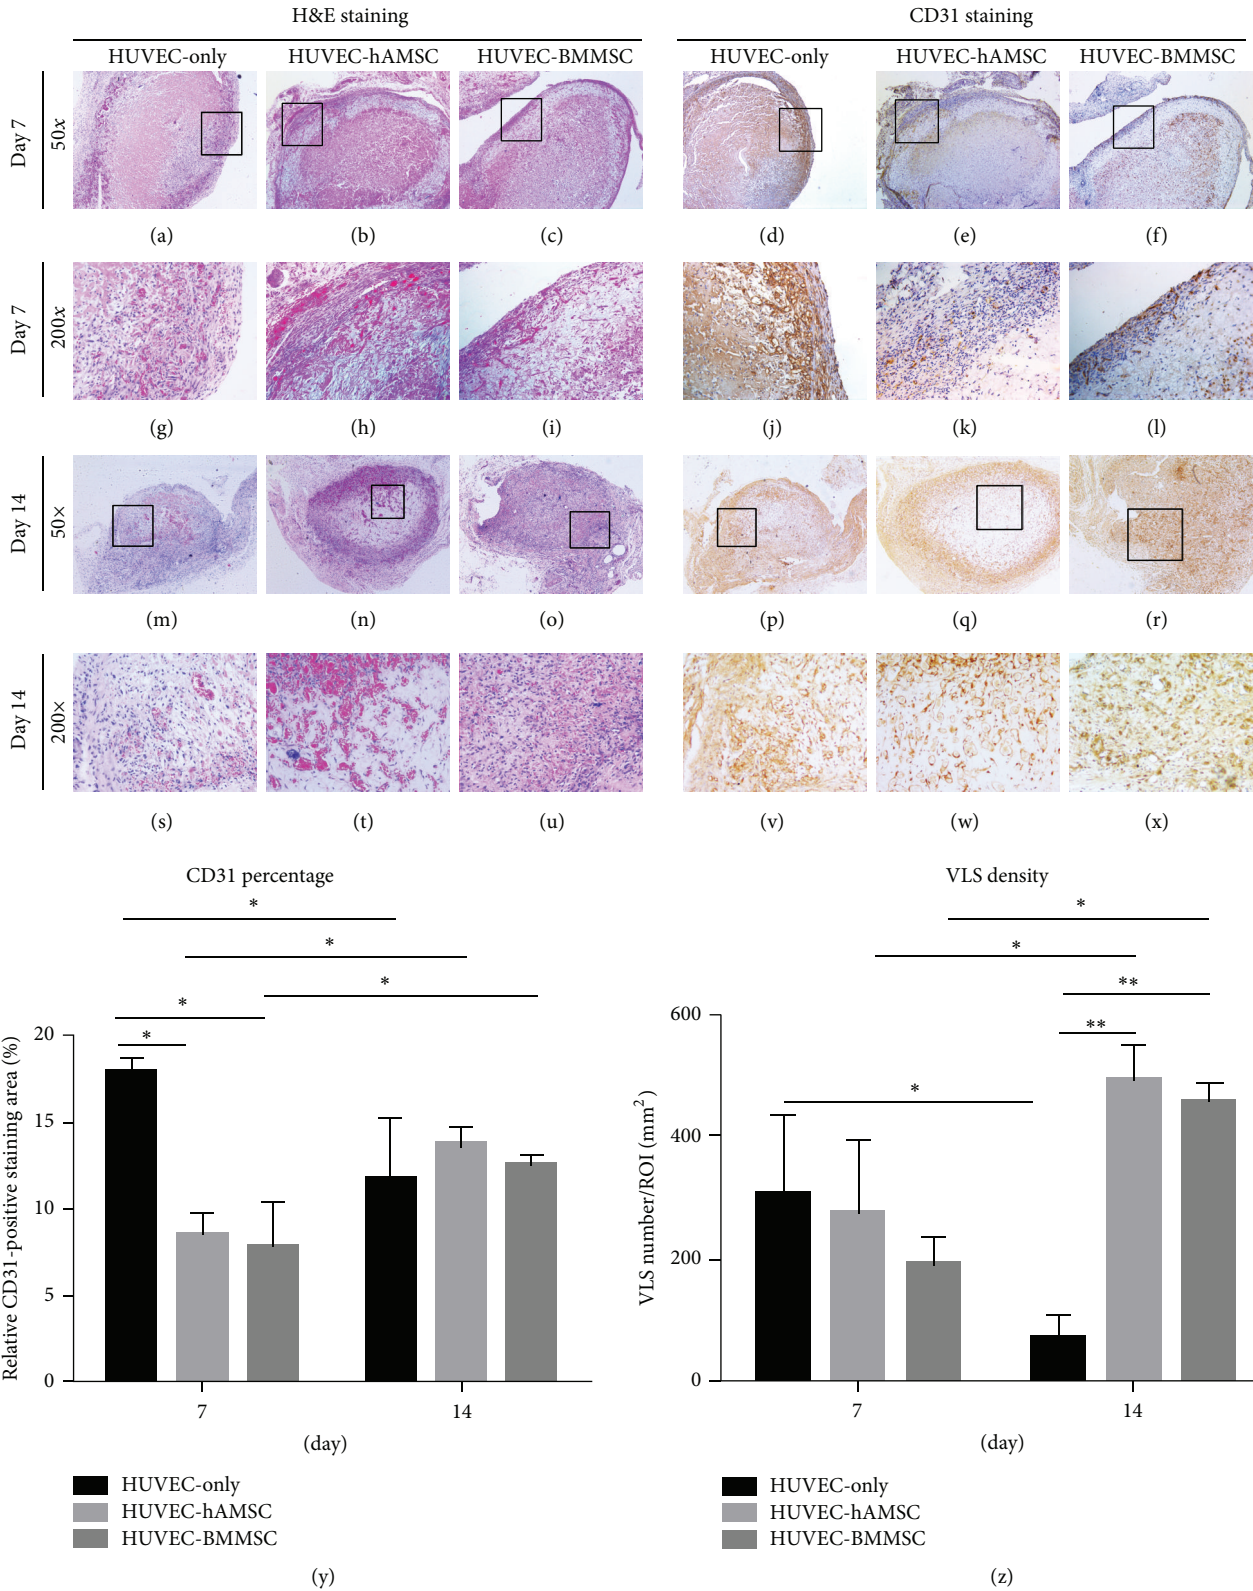 H&E staining
CD31 staining
HUVEC-only HUVEC-hAMSC HUVEC-BMMSC HUVEC-only HUVEC-hAMSC HUVEC-BMMSC
Day 7
50x
(a) (b) (c) (d) (e) (f)
Day 7
200x
(g) (h) (i) (j) (k) (l)
Day 14
50×
(m) (n) (o) (p) (q) (r)
Day 14
200×
(s) (t) (u) (v) (w) (x)
CD31 percentage
*
*
*
*
*
20
15
10
5
0
Relative CD31-positive staining area (%)
7 14
(day)
HUVEC-only
HUVEC-hAMSC
HUVEC-BMMSC
(y)
VLS density
*
*
**
**
*
600
400
200
0
VLS number/ROI (mm²)
7 14
(day)
HUVEC-only
HUVEC-hAMSC
HUVEC-BMMSC
(z)